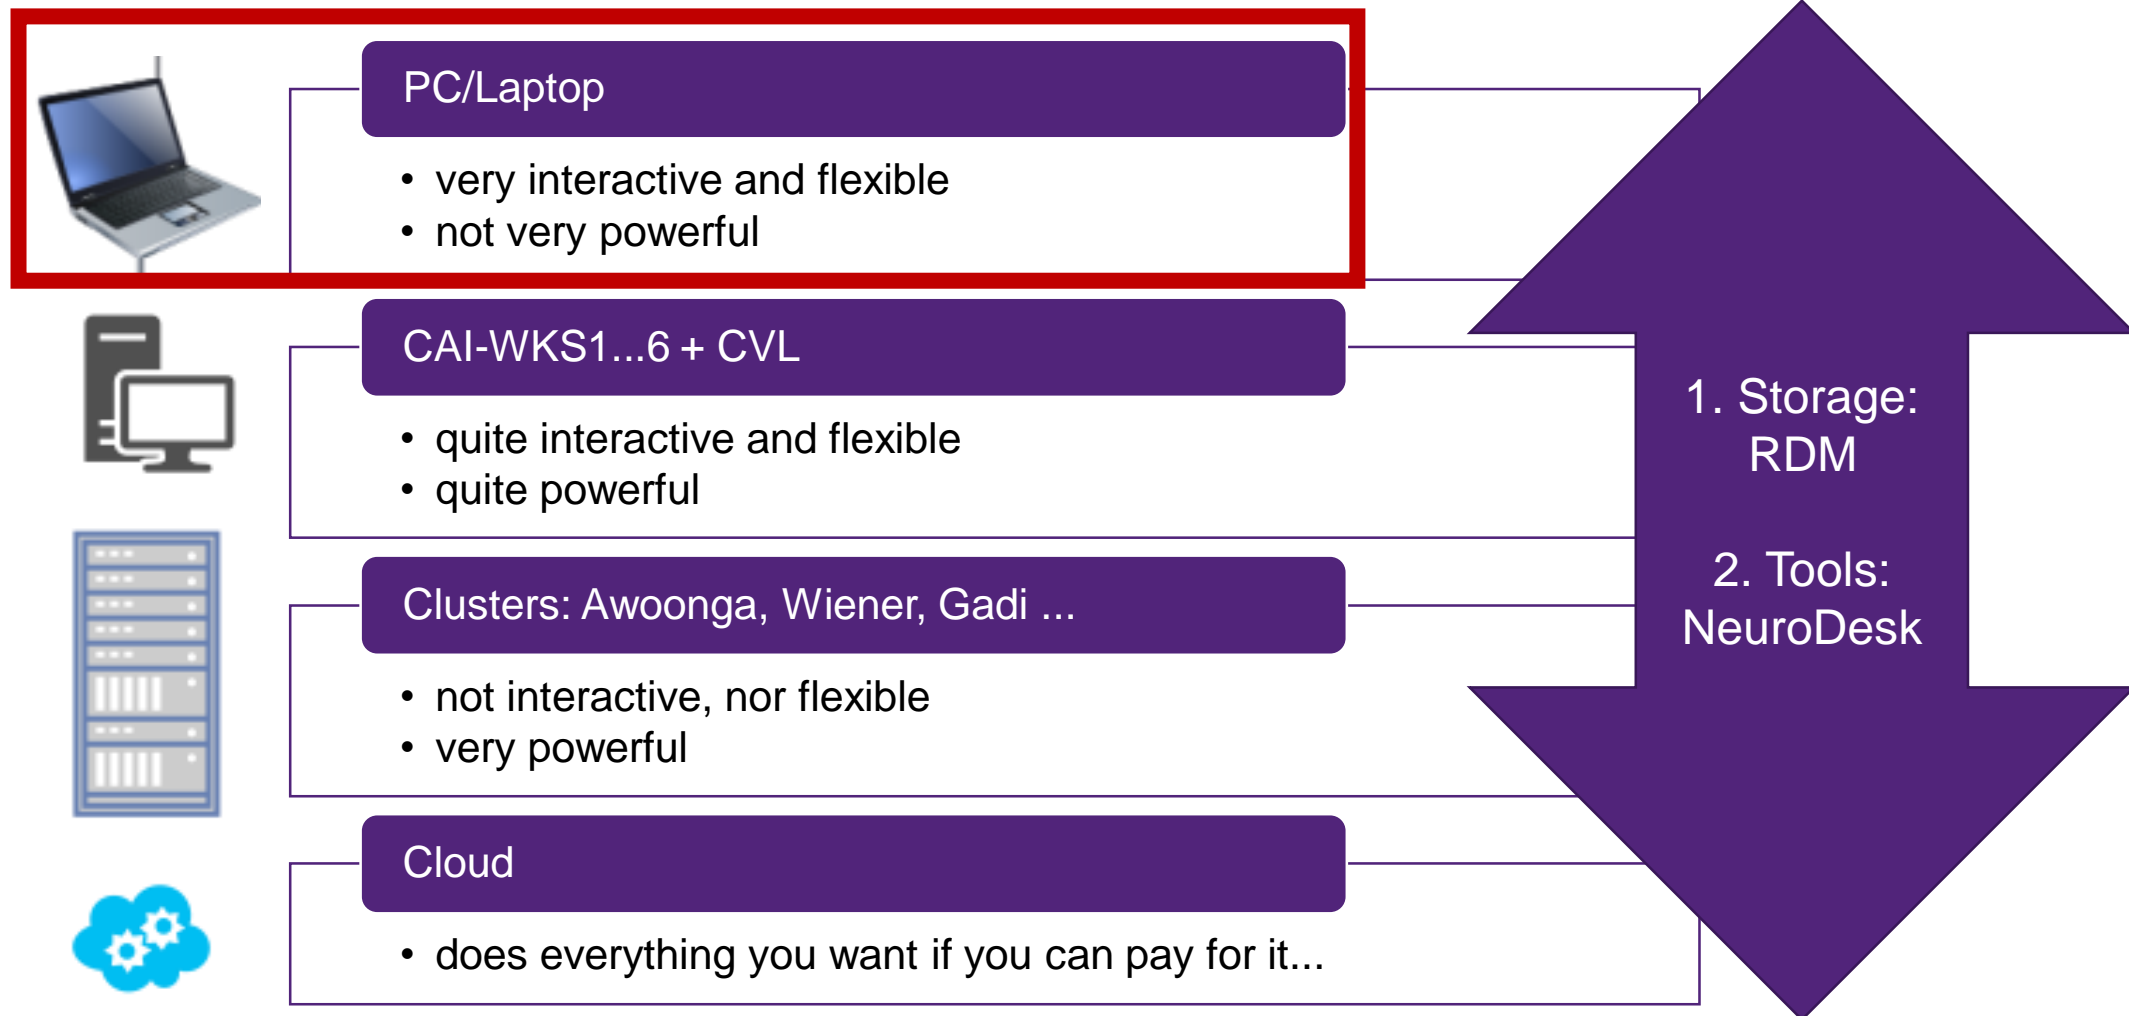 PC/Laptop
• very interactive and flexible
• not very powerful
CAI-WKS1...6 + CVL
• quite interactive and flexible
• quite powerful
Clusters: Awoonga, Wiener, Gadi ...
• not interactive, nor flexible
• very powerful
Cloud
• does everything you want if you can pay for it...
1. Storage:
RDM
2. Tools:
NeuroDesk